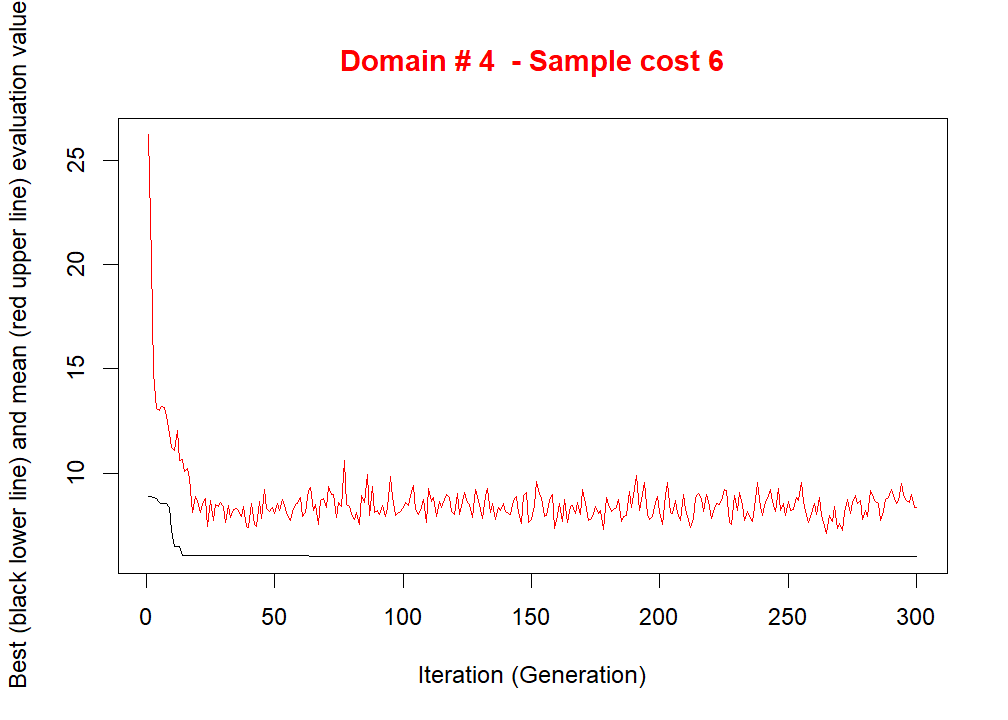 Domain # 4 - Sample cost 6
Best (black lower line) and mean (red upper line) evaluation value
25
20
15
10
0 50 100 150 200 250 300
Iteration (Generation)